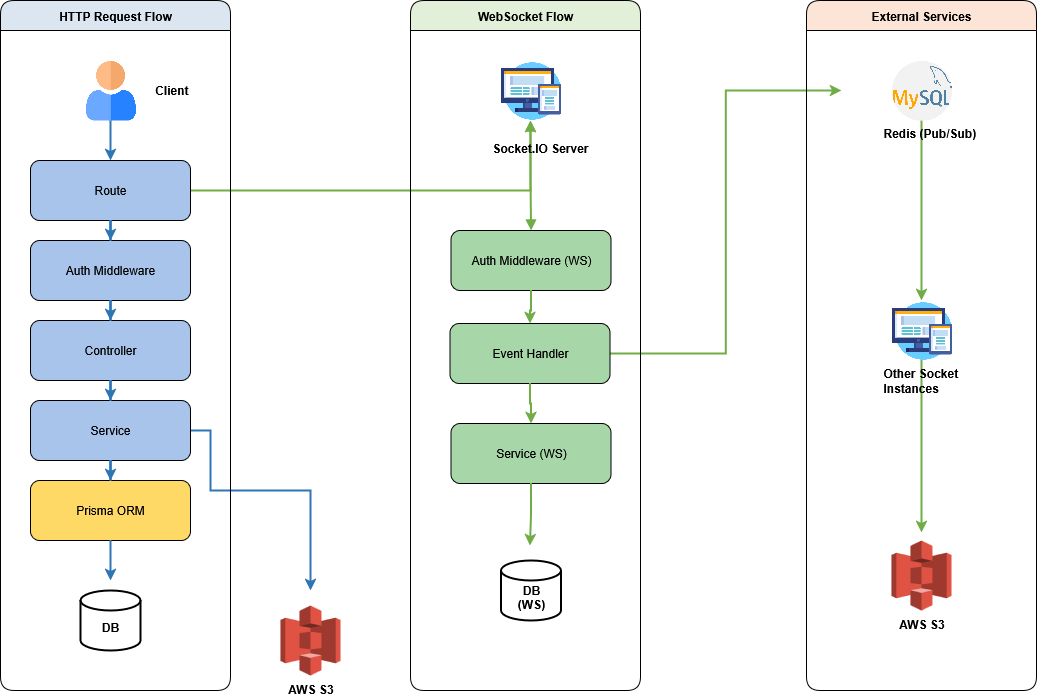 HTTP Request Flow
Client
Route
Auth Middleware
Controller
Service
Prisma ORM
DB
AWS S3
WebSocket Flow
Socket.IO Server
Auth Middleware (WS)
Event Handler
Service (WS)
DB
(WS)
External Services
MySQL
Redis (Pub/Sub)
Other Socket
Instances
AWS S3